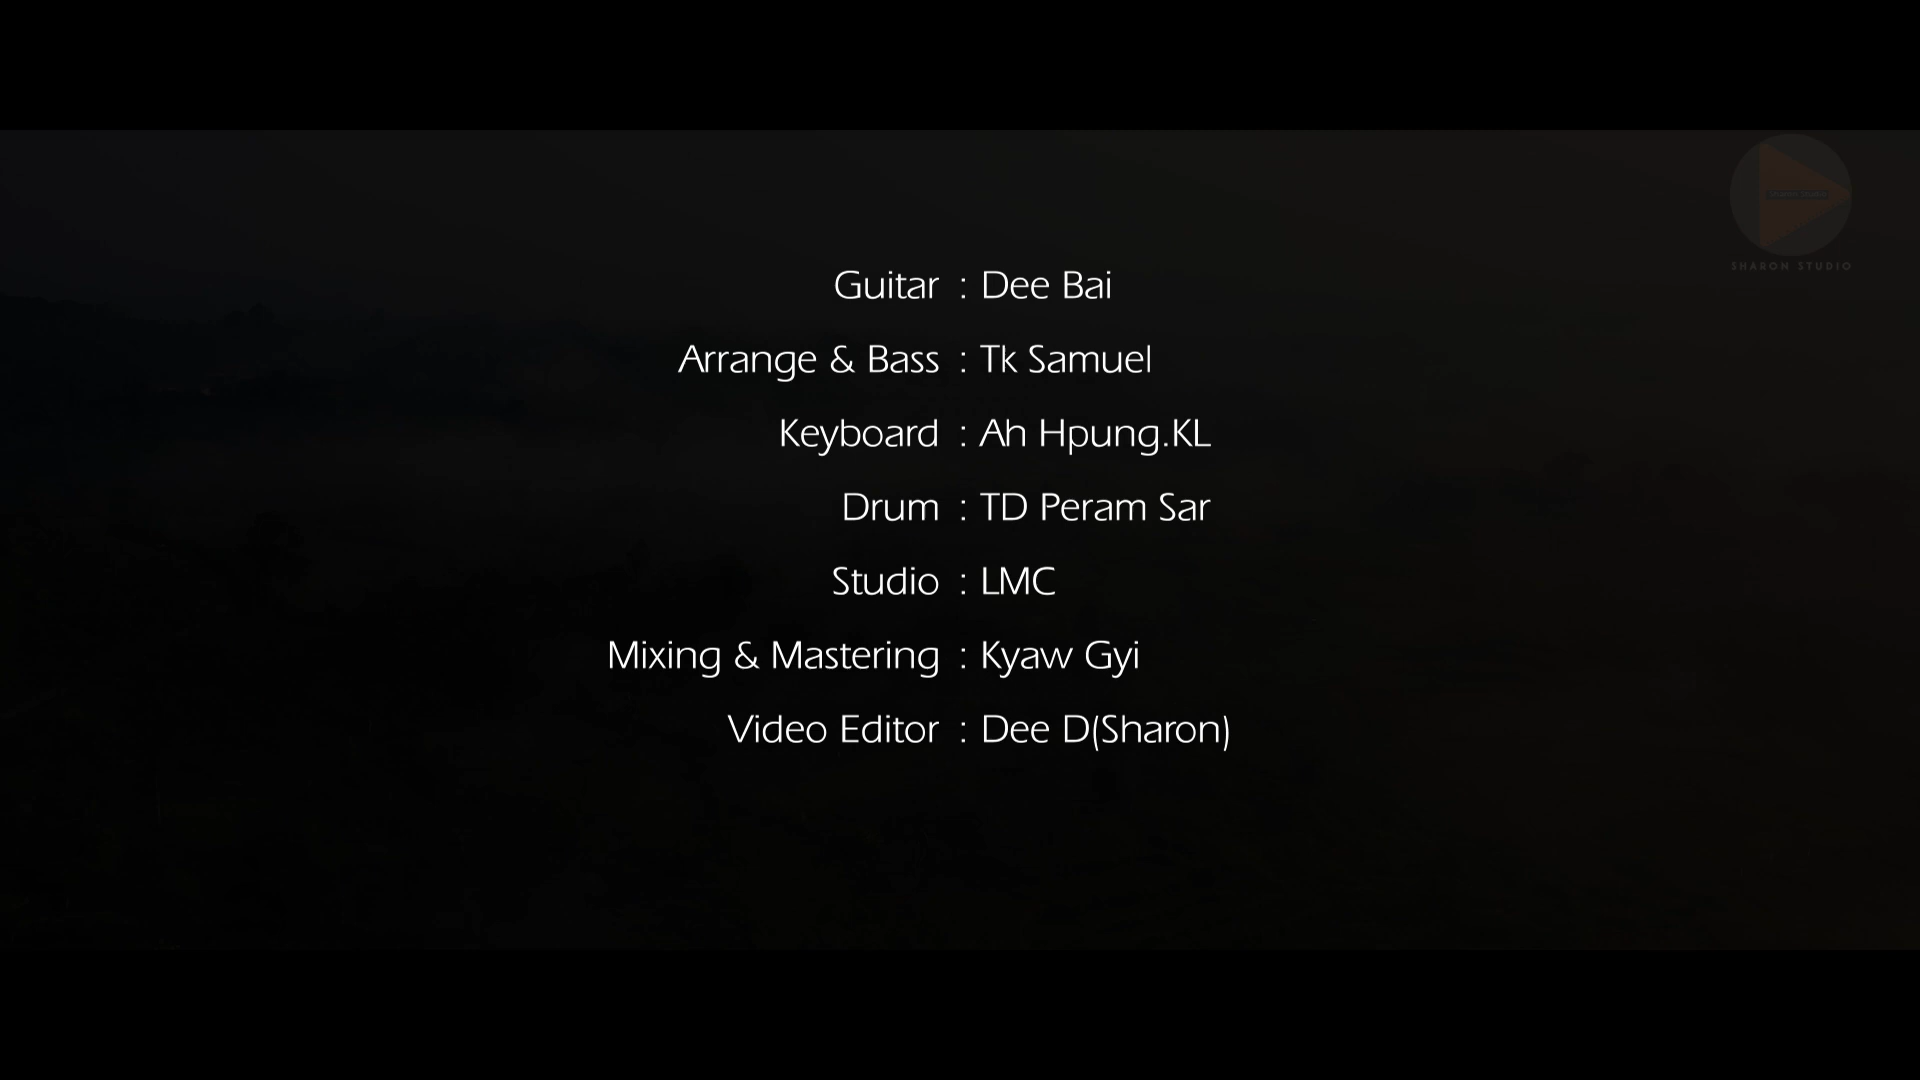 Guitar : Dee Bai
Arrange & Bass : Tk Samuel
Keyboard : Ah Hpung.KL
Drum : TD Peram Sar
Studio : LMC
Mixing & Mastering : Kyaw Gyi
Video Editor : Dee D(Sharon)
SHARON STUDIO